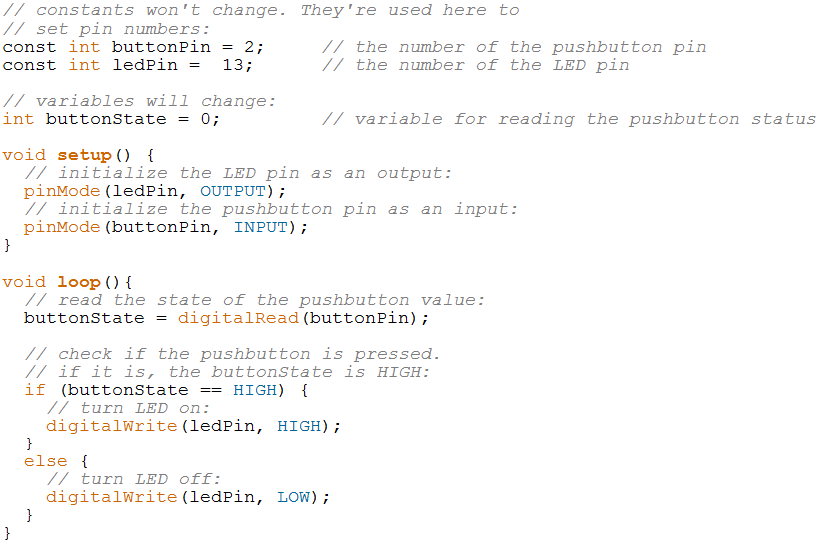 // constants won't change. They're used here to
// set pin numbers:
const int buttonPin = 2;     // the number of the pushbutton pin
const int ledPin =  13;      // the number of the LED pin

// variables will change:
int buttonState = 0;         // variable for reading the pushbutton status

void setup() {
  // initialize the LED pin as an output:
  pinMode(ledPin, OUTPUT);
  // initialize the pushbutton pin as an input:
  pinMode(buttonPin, INPUT);
}

void loop(){
  // read the state of the pushbutton value:
  buttonState = digitalRead(buttonPin);

  // check if the pushbutton is pressed.
  // if it is, the buttonState is HIGH:
  if (buttonState == HIGH) {
    // turn LED on:
    digitalWrite(ledPin, HIGH);
  }
  else {
    // turn LED off:
    digitalWrite(ledPin, LOW);
  }
}